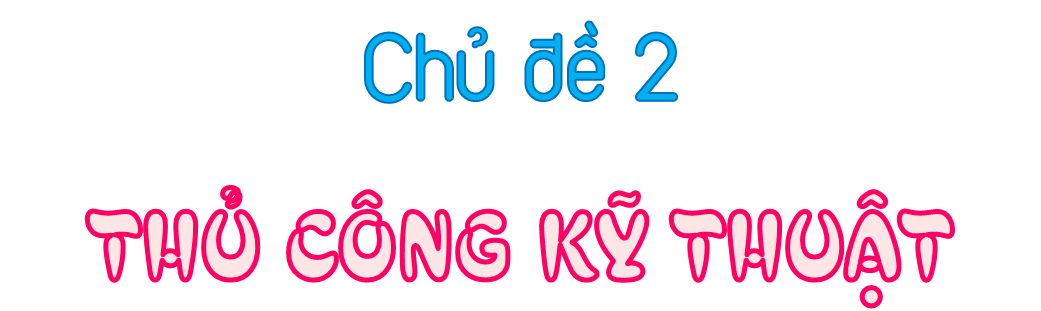 Chủ đề 2
THỦ CÔNG KỸ THUẬT